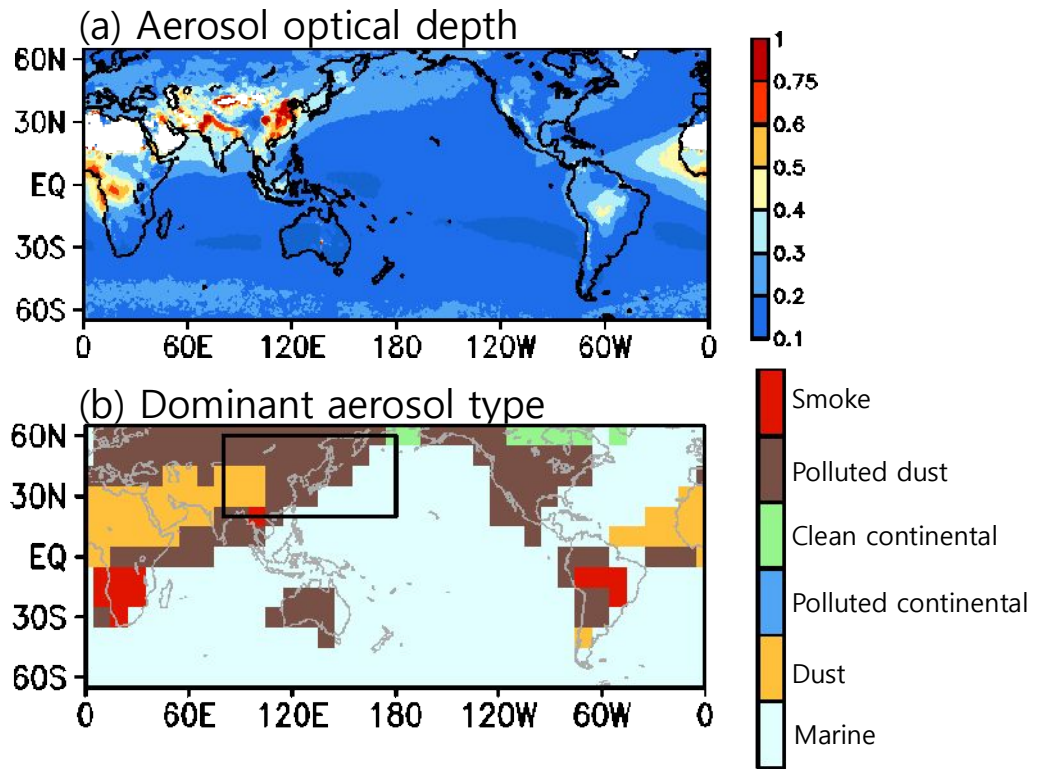 (a) Aerosol optical depth
60N
30N
EQ
30S
60S
0 60E 120E 180 120W 60W 0
1
0.75
0.6
0.5
0.4
0.3
0.2
0.1
(b) Dominant aerosol type
60N
30N
EQ
30S
60S
0 60E 120E 180 120W 60W 0
Smoke
Polluted dust
Clean continental
Polluted continental
Dust
Marine